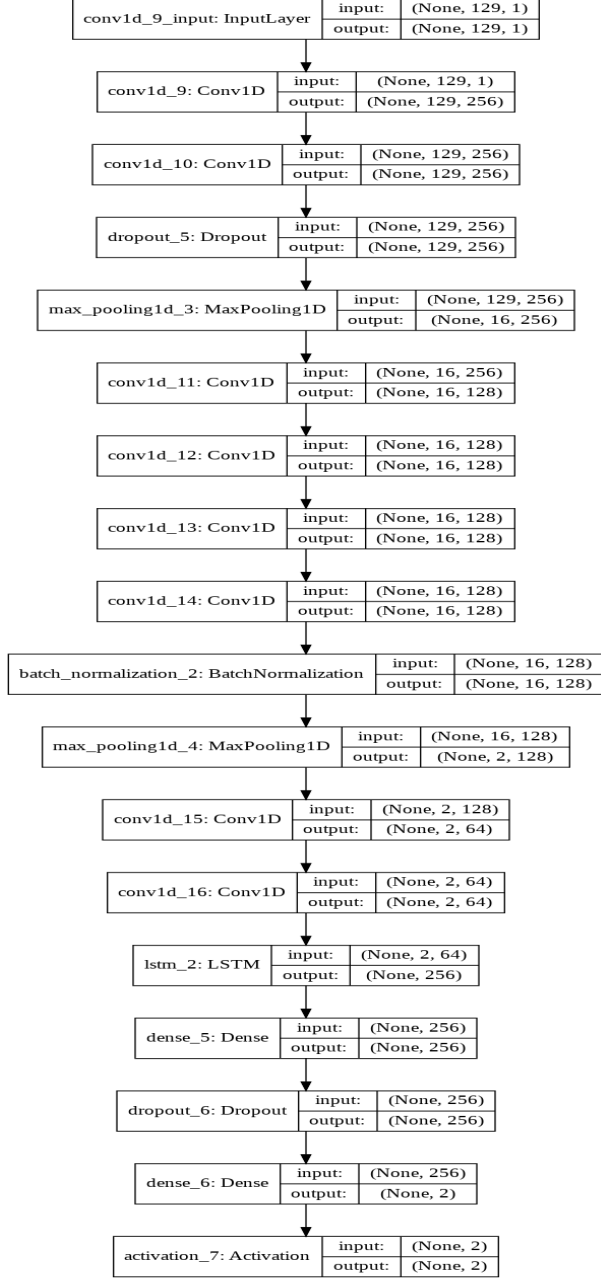 input: (None, 129, 1)
conv1d_9_input: InputLayer
output: (None, 129, 1)
input: (None, 129, 1)
conv1d_9: Conv1D
output: (None, 129, 256)
input: (None, 129, 256)
conv1d_10: Conv1D
output: (None, 129, 256)
input: (None, 129, 256)
dropout_5: Dropout
output: (None, 129, 256)
input: (None, 129, 256)
max_pooling1d_3: MaxPooling1D
output: (None, 16, 256)
input: (None, 16, 256)
conv1d_11: Conv1D
output: (None, 16, 128)
input: (None, 16, 128)
conv1d_12: Conv1D
output: (None, 16, 128)
input: (None, 16, 128)
conv1d_13: Conv1D
output: (None, 16, 128)
input: (None, 16, 128)
conv1d_14: Conv1D
output: (None, 16, 128)
input: (None, 16, 128)
batch_normalization_2: BatchNormalization
output: (None, 16, 128)
input: (None, 16, 128)
max_pooling1d_4: MaxPooling1D
output: (None, 2, 128)
input: (None, 2, 128)
conv1d_15: Conv1D
output: (None, 2, 64)
input: (None, 2, 64)
conv1d_16: Conv1D
output: (None, 2, 64)
input: (None, 2, 64)
lstm_2: LSTM
output: (None, 256)
input: (None, 256)
dense_5: Dense
output: (None, 256)
input: (None, 256)
dropout_6: Dropout
output: (None, 256)
input: (None, 256)
dense_6: Dense
output: (None, 2)
input: (None, 2)
activation_7: Activation
output: (None, 2)